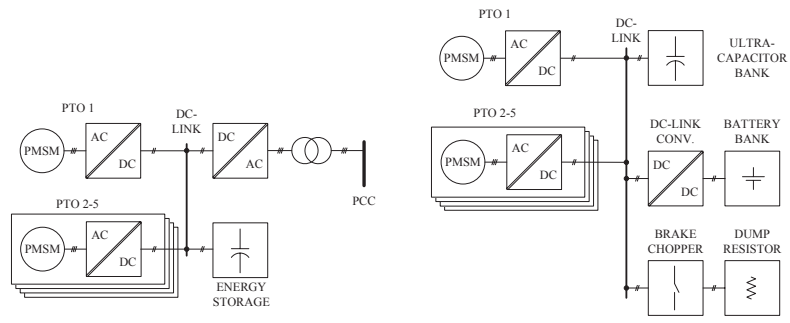 PTO 1
DC-
LINK
PMSM
AC
DC
DC
AC
PCC
PTO 2-5
PMSM
AC
DC
ENERGY
STORAGE
PTO 1
DC-
LINK
PMSM
AC
DC
ULTRA-
CAPACITOR
BANK
PTO 2-5
PMSM
AC
DC
DC-LINK
CONV.
DC
DC
BATTERY
BANK
BRAKE
CHOPPER
DUMP
RESISTOR